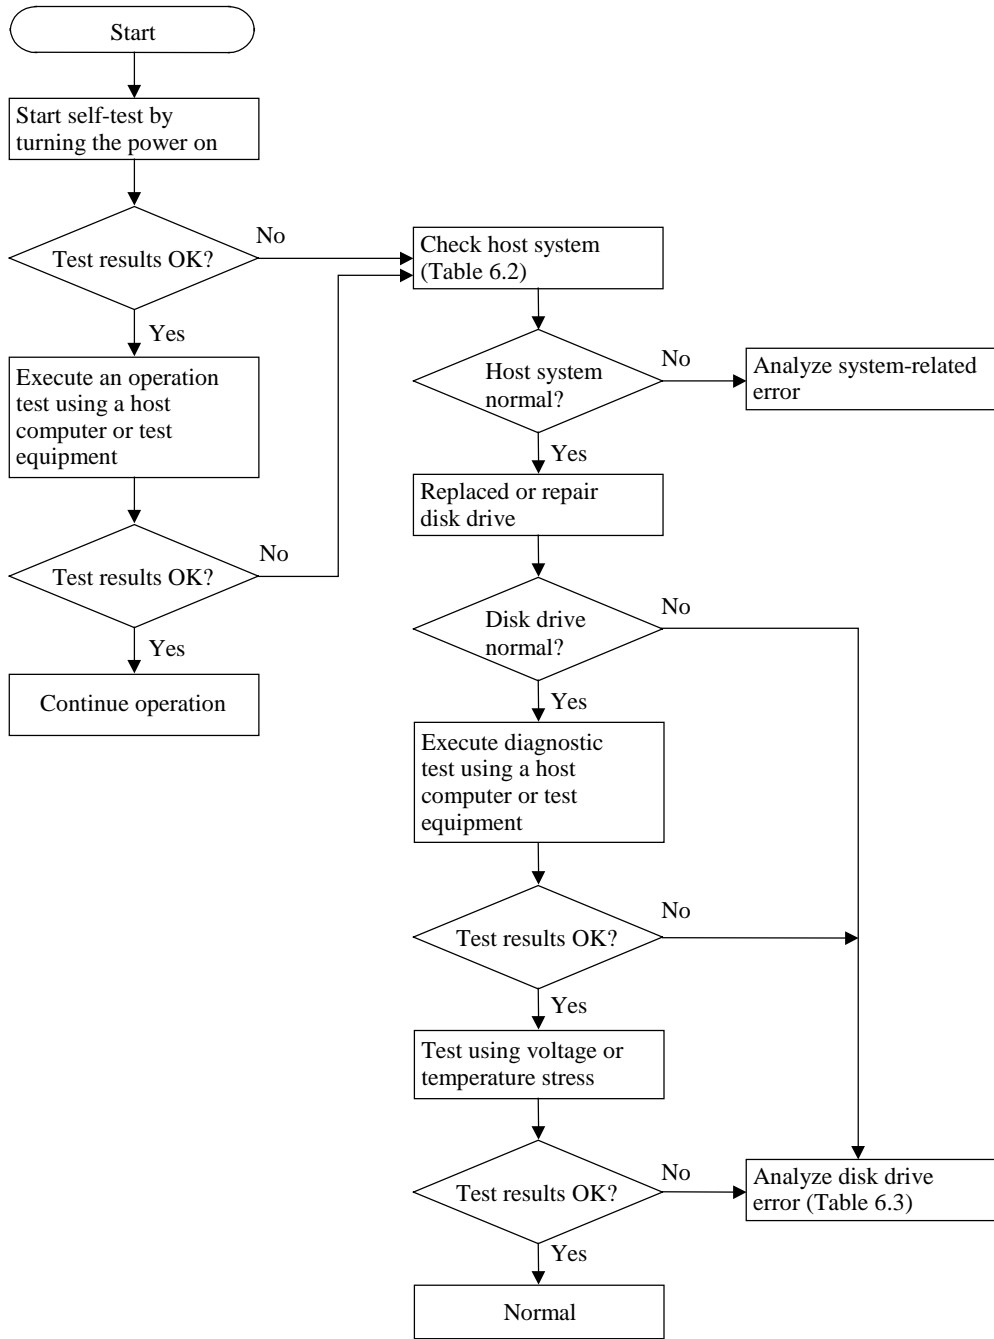 Start
Start self-test by
turning the power on
Test results OK?
No
Yes
Execute an operation
test using a host
computer or test
equipment
Test results OK?
No
Yes
Continue operation
Check host system
(Table 6.2)
Host system
normal?
No
Analyze system-related
error
Yes
Replaced or repair
disk drive
Disk drive
normal?
No
Yes
Execute diagnostic
test using a host
computer or test
equipment
Test results OK?
No
Yes
Test using voltage or
temperature stress
Test results OK?
No
Analyze disk drive
error (Table 6.3)
Yes
Normal